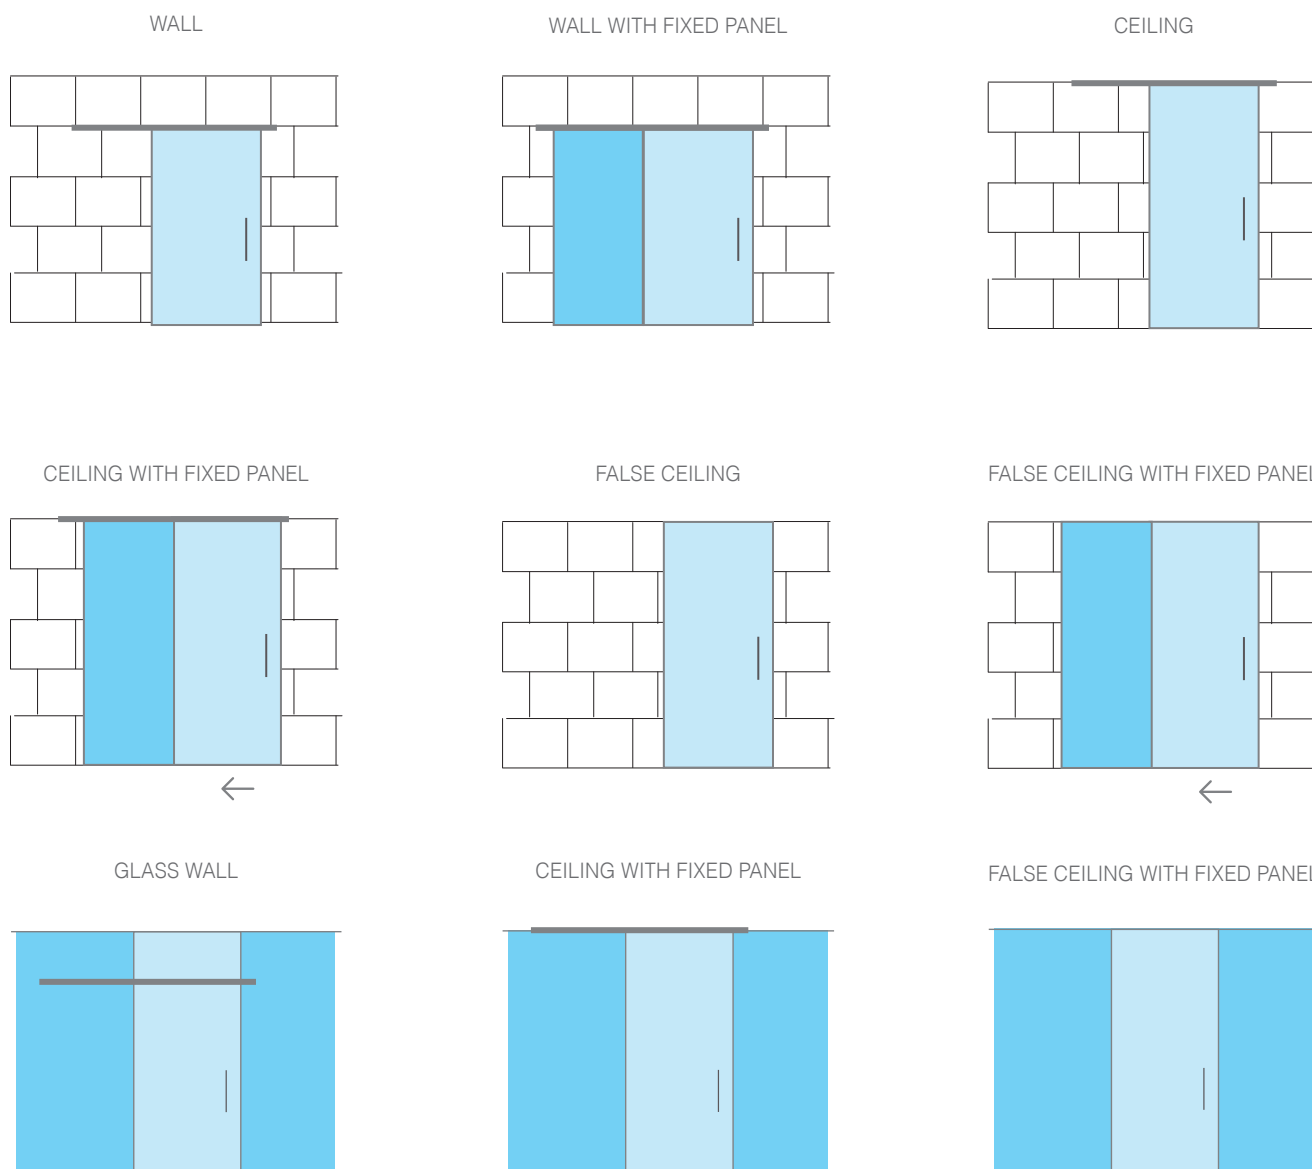 WALL
WALL WITH FIXED PANEL
CEILING
CEILING WITH FIXED PANEL
FALSE CEILING
FALSE CEILING WITH FIXED PANEL
GLASS WALL
CEILING WITH FIXED PANEL
FALSE CEILING WITH FIXED PANEL